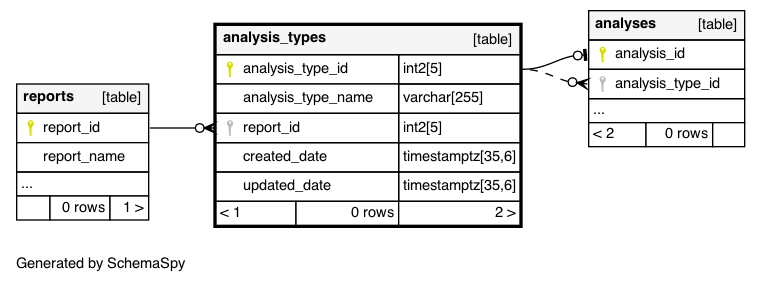 reports [table]
report_id
report_name
...
0 rows 1 >
analysis_types [table]
analysis_type_id int2[5]
analysis_type_name varchar[255]
report_id int2[5]
created_date timestamptz[35,6]
updated_date timestamptz[35,6]
< 1 0 rows 2 >
analyses [table]
analysis_id
analysis_type_id
...
< 2 0 rows
Generated by SchemaSpy